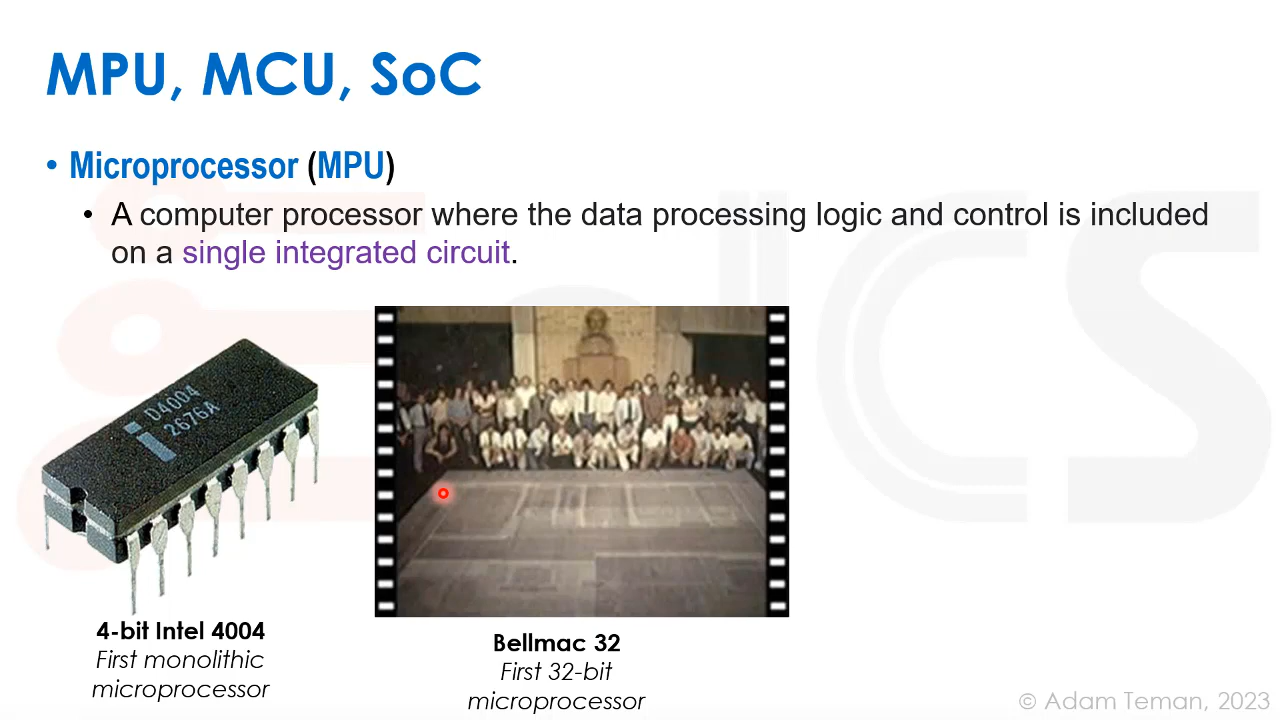 MPU, MCU, SoC
• Microprocessor (MPU)
• A computer processor where the data processing logic and control is included
on a single integrated circuit.
D4004
2676A
4-bit Intel 4004
First monolithic
microprocessor
Bellmac 32
First 32-bit
microprocessor
© Adam Teman, 2023